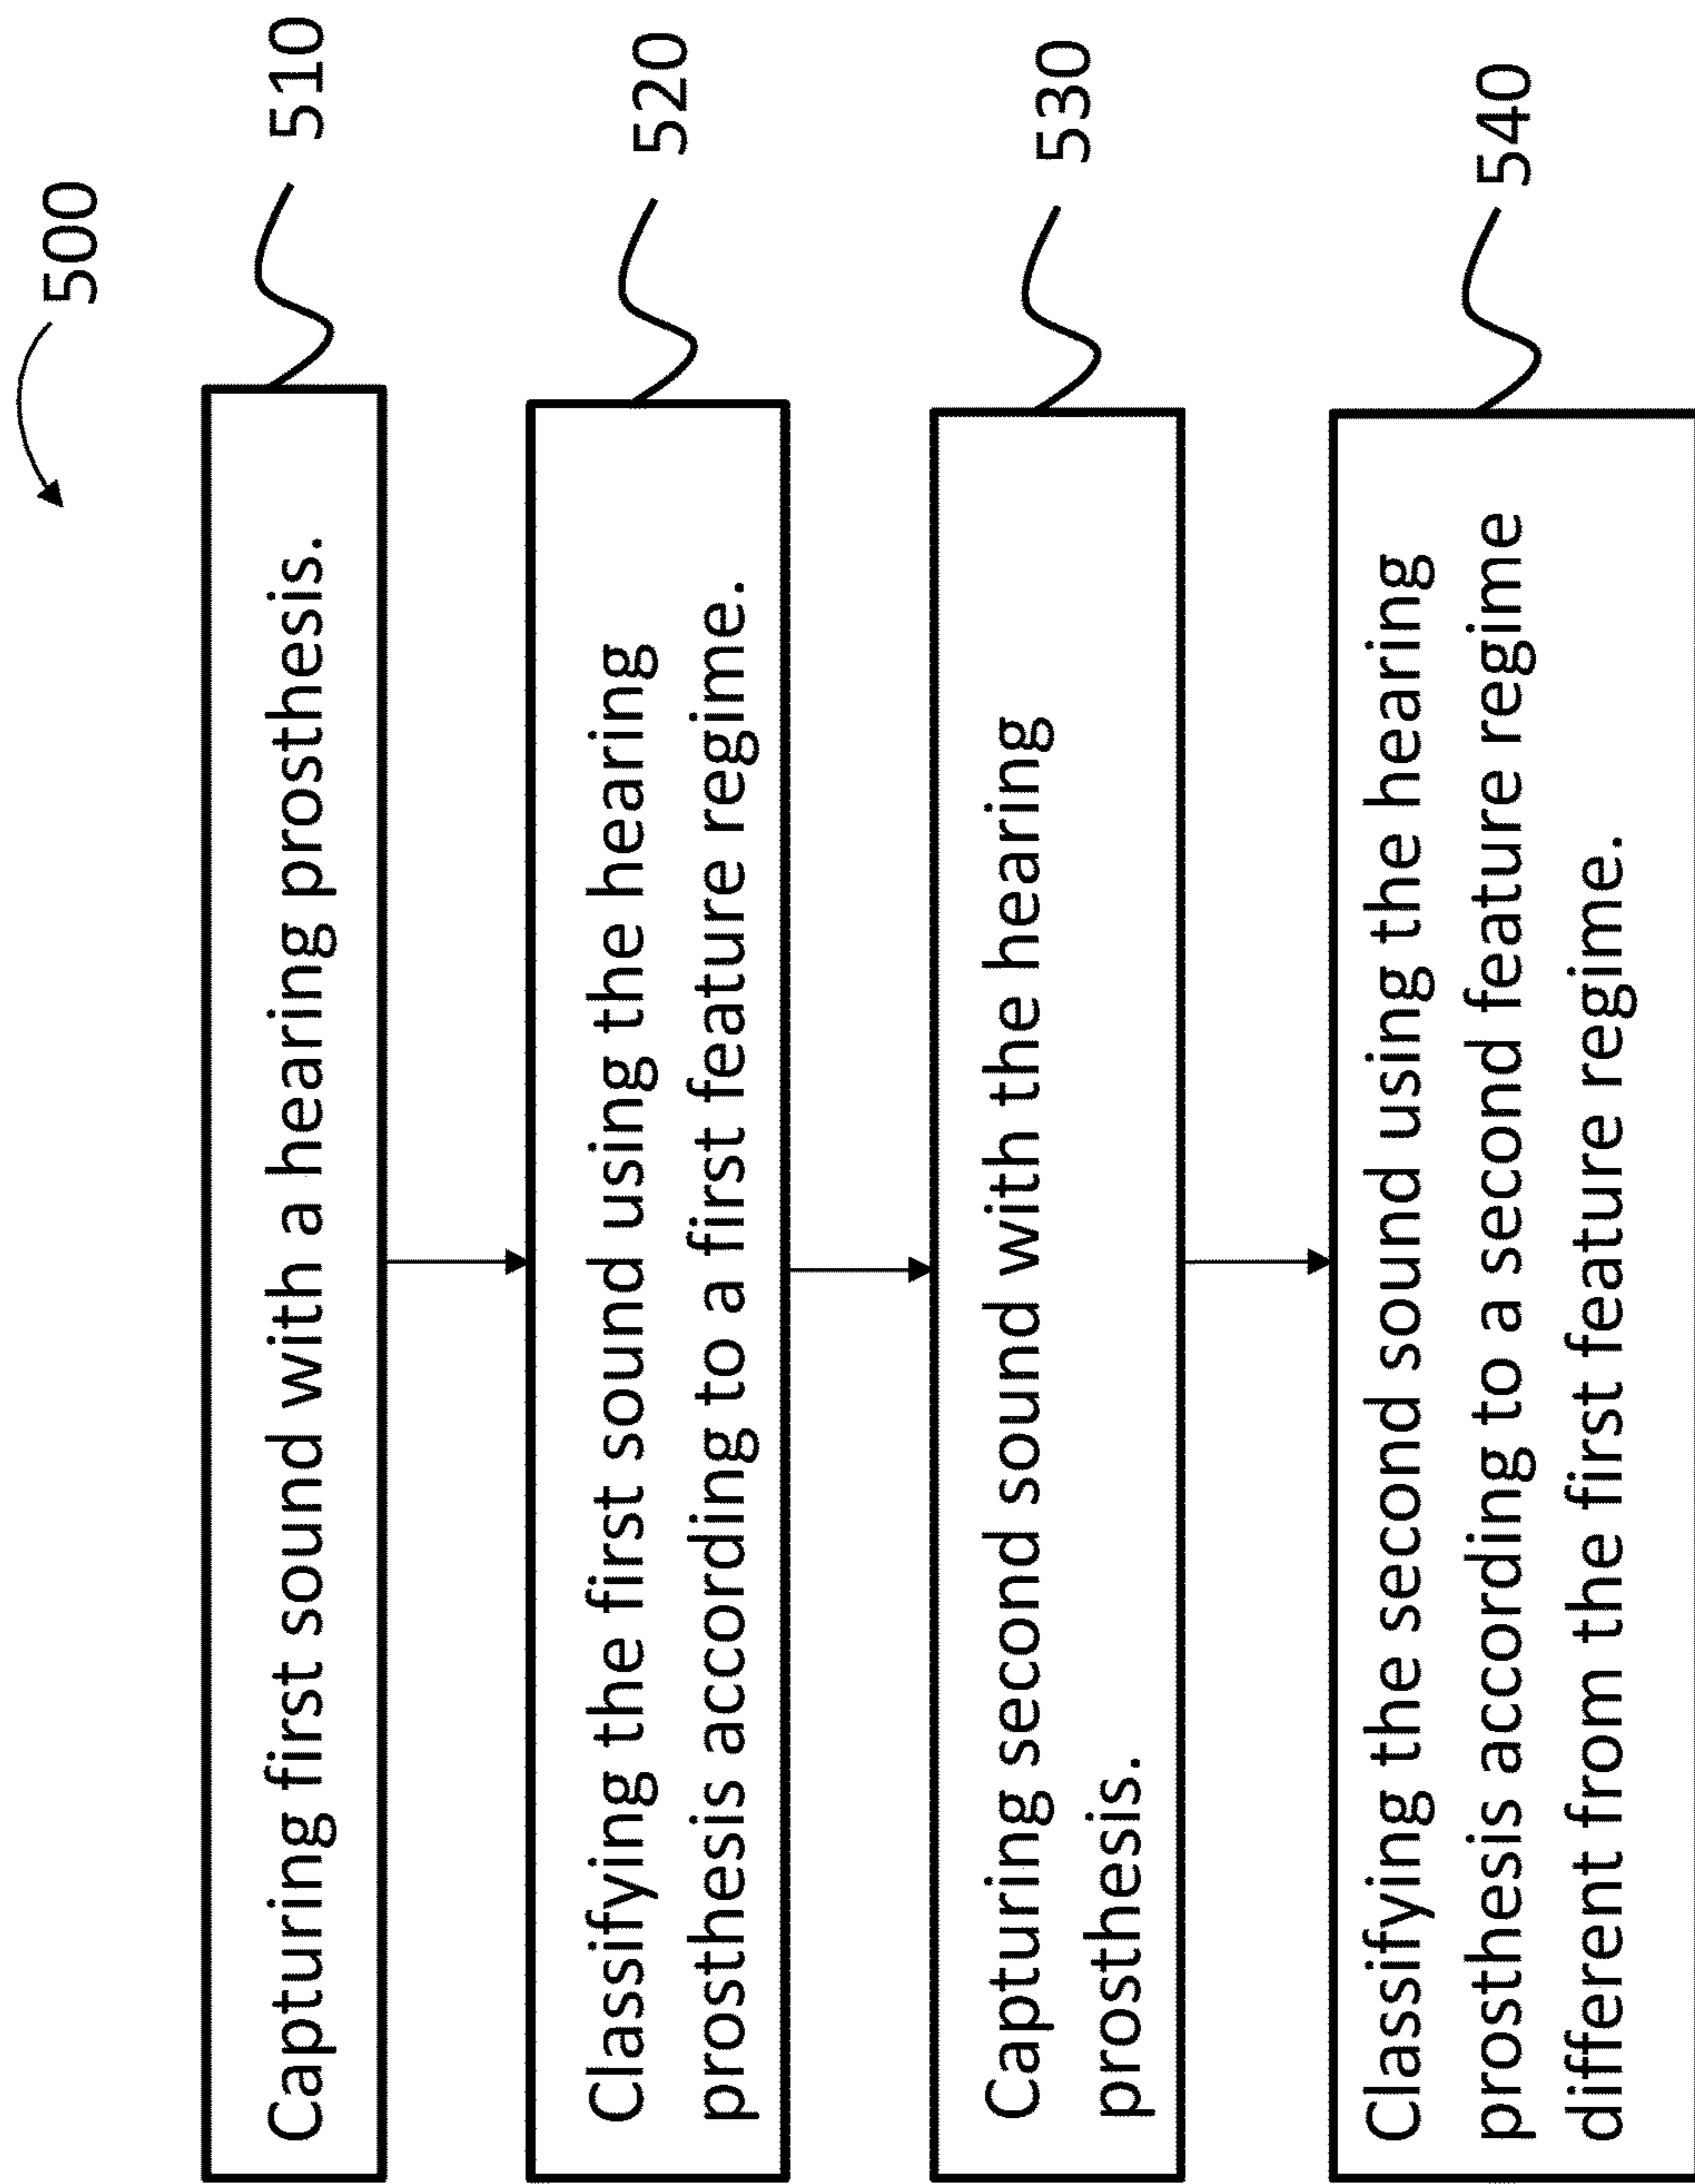 500
Capturing first sound with a hearing prosthesis.
510
Classifying the first sound using the hearing
prosthesis according to a first feature regime.
520
Capturing second sound with the hearing
prosthesis.
530
Classifying the second sound using the hearing
prosthesis according to a second feature regime
different from the first feature regime.
540